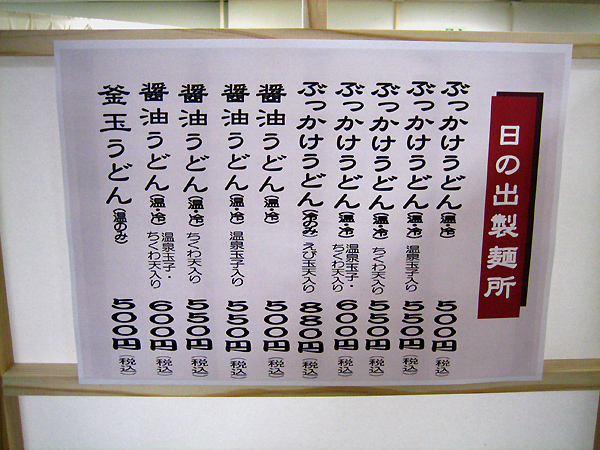 日の出製麺所
ぶっかけうどん(温・冷) 500円(税込)
ぶっかけうどん(温・冷) 温泉玉子入り 550円(税込)
ぶっかけうどん(温・冷) ちくわ天入り 550円(税込)
ぶっかけうどん(温・冷) 温泉玉子・ちくわ天入り 600円(税込)
ぶっかけうどん(冷のみ) えび玉天入り 880円(税込)
醤油うどん(温・冷) 500円(税込)
醤油うどん(温・冷) 温泉玉子入り 550円(税込)
醤油うどん(温・冷) ちくわ天入り 550円(税込)
醤油うどん(温・冷) 温泉玉子・ちくわ天入り 600円(税込)
釜玉うどん(温のみ) 500円(税込)